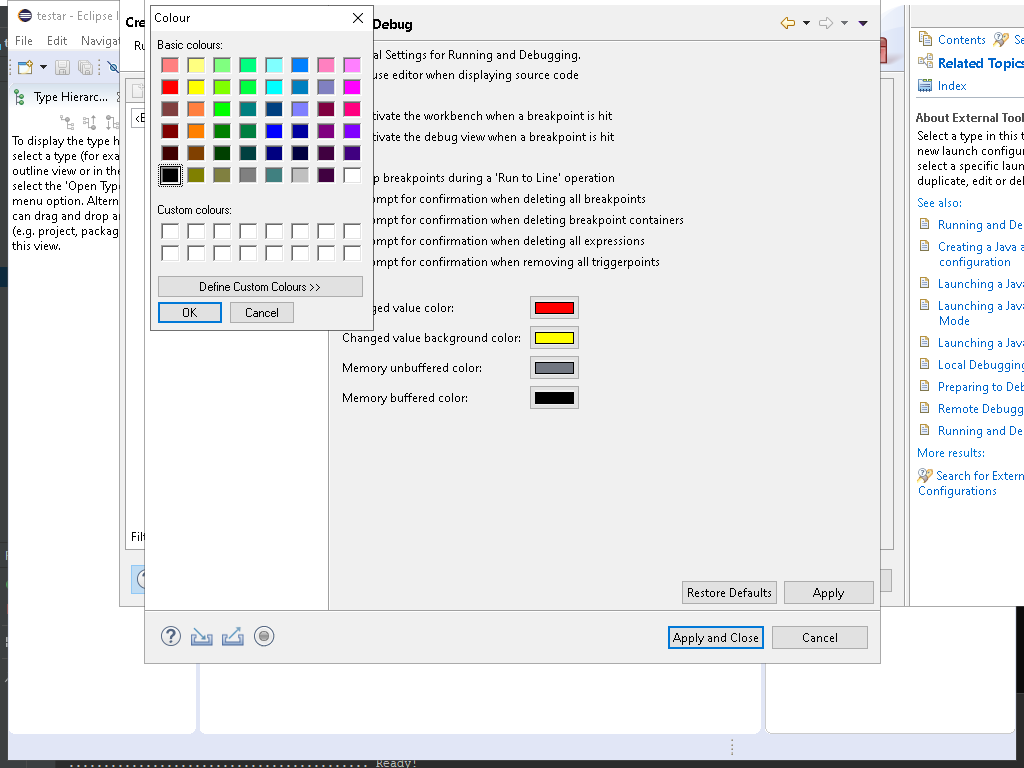 testar - Eclipse I
File Edit Navigat
Type Hierarc...
To display the type h
select a type (for exa
outline view or in the
select the 'Open Type
menu option. Altern
can drag and drop a
(e.g. project, packag
this view.
Cre
Ru
Filt
Colour
Basic colours:
Custom colours:
Define Custom Colours >>
OK Cancel
Debug
al Settings for Running and Debugging.
use editor when displaying source code
tivate the workbench when a breakpoint is hit
tivate the debug view when a breakpoint is hit
p breakpoints during a 'Run to Line' operation
ompt for confirmation when deleting all breakpoints
ompt for confirmation when deleting breakpoint containers
ompt for confirmation when deleting all expressions
ompt for confirmation when removing all triggerpoints
ged value color:
Changed value background color:
Memory unbuffered color:
Memory buffered color:
Restore Defaults Apply
Apply and Close Cancel
Contents Se
Related Topics
Index
About External Tool
Select a type in this t
new launch configur
select a specific laun
duplicate, edit or del
See also:
Running and De
Creating a Java a
configuration
Launching a Java
Launching a Java
Mode
Launching a Java
Local Debugging
Preparing to Deb
Remote Debugg
Running and De
More results:
Search for Extern
Configurations
Ready!